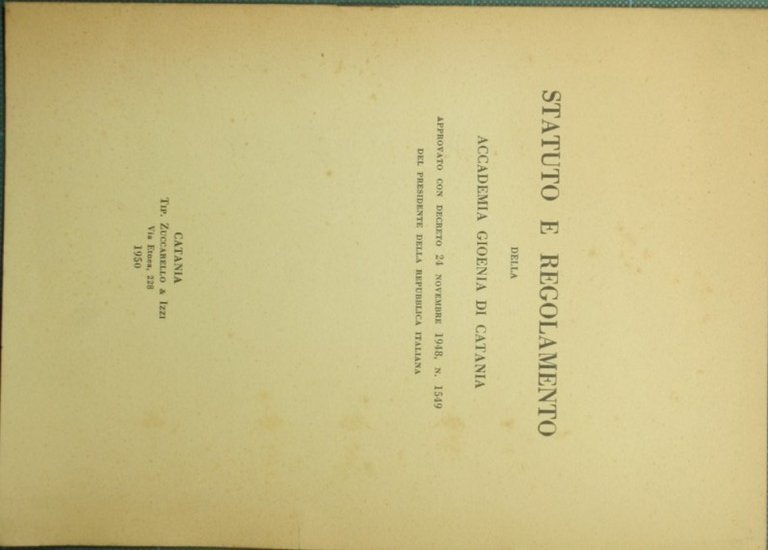 STATUTO E REGOLAMENTO
DELLA
ACCADEMIA GIOENIA DI CATANIA
APPROVATO CON DECRETO 24 NOVEMBRE 1948, N. 1549
DEL PRESIDENTE DELLA REPUBBLICA ITALIANA
CATANIA
TIP. ZUCCARELLO & IZZI
Via Etnea, 228
1950